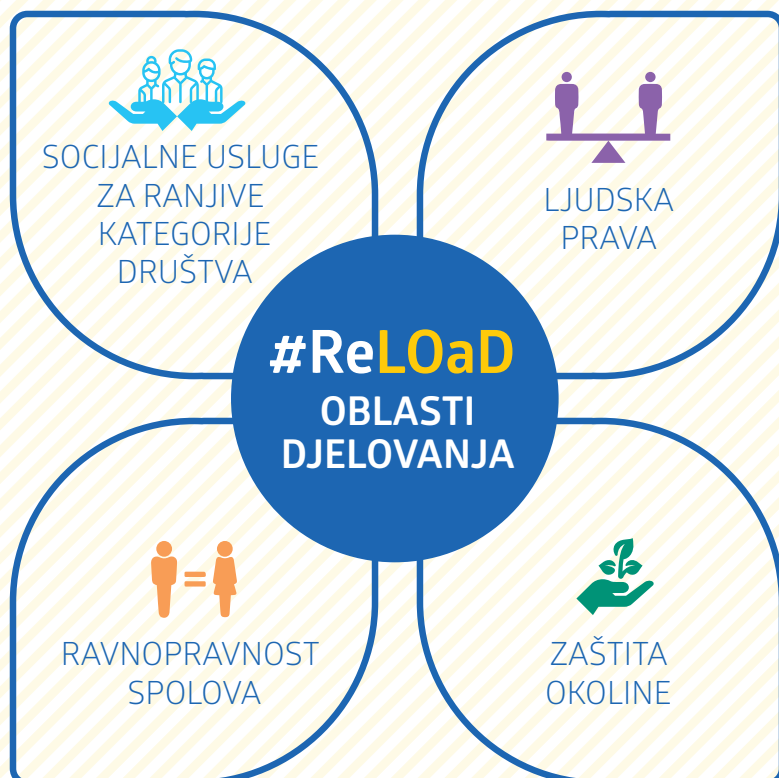 SOCIJALNE USLUGE
ZA RANJIVE
KATEGORIJE
DRUŠTVA
LJUDSKA
PRAVA
#ReLOaD
OBLASTI
DJELOVANJA
RAVNOPRAVNOST
SPOLOVA
ZAŠTITA
OKOLINE